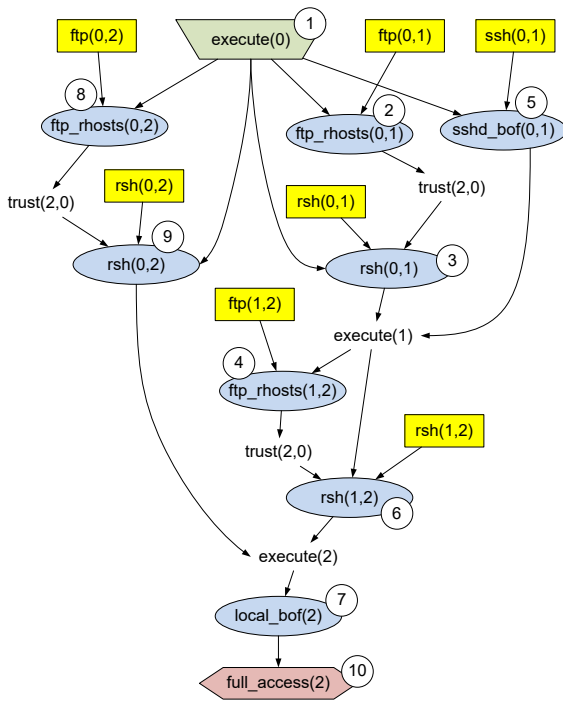 1
ftp(0,2)
execute(0)
ftp(0,1)
ssh(0,1)
8
2
5
ftp_rhosts(0,2)
ftp_rhosts(0,1)
sshd_bof(0,1)
trust(2,0)
rsh(0,2)
rsh(0,1)
trust(2,0)
9
rsh(0,2)
rsh(0,1)
3
ftp(1,2)
execute(1)
4
ftp_rhosts(1,2)
rsh(1,2)
trust(2,0)
rsh(1,2)
6
execute(2)
7
local_bof(2)
10
full_access(2)